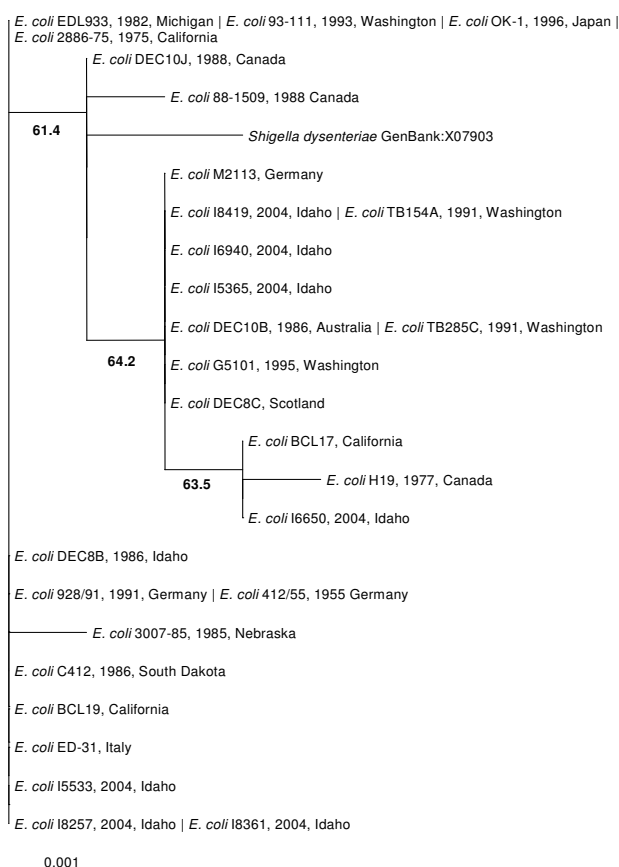 E. coli EDL933, 1982, Michigan | E. coli 93-111, 1993, Washington | E. coli OK-1, 1996, Japan |
E. coli 2886-75, 1975, California
E. coli DEC10J, 1988, Canada
E. coli 88-1509, 1988 Canada
61.4
Shigella dysenteriae GenBank:X07903
E. coli M2113, Germany
E. coli I8419, 2004, Idaho | E. coli TB154A, 1991, Washington
E. coli I6940, 2004, Idaho
E. coli I5365, 2004, Idaho
E. coli DEC10B, 1986, Australia | E. coli TB285C, 1991, Washington
64.2
E. coli G5101, 1995, Washington
E. coli DEC8C, Scotland
E. coli BCL17, California
63.5
E. coli H19, 1977, Canada
E. coli I6650, 2004, Idaho
E. coli DEC8B, 1986, Idaho
E. coli 928/91, 1991, Germany | E. coli 412/55, 1955 Germany
E. coli 3007-85, 1985, Nebraska
E. coli C412, 1986, South Dakota
E. coli BCL19, California
E. coli ED-31, Italy
E. coli I5533, 2004, Idaho
E. coli I8257, 2004, Idaho | E. coli I8361, 2004, Idaho
0.001